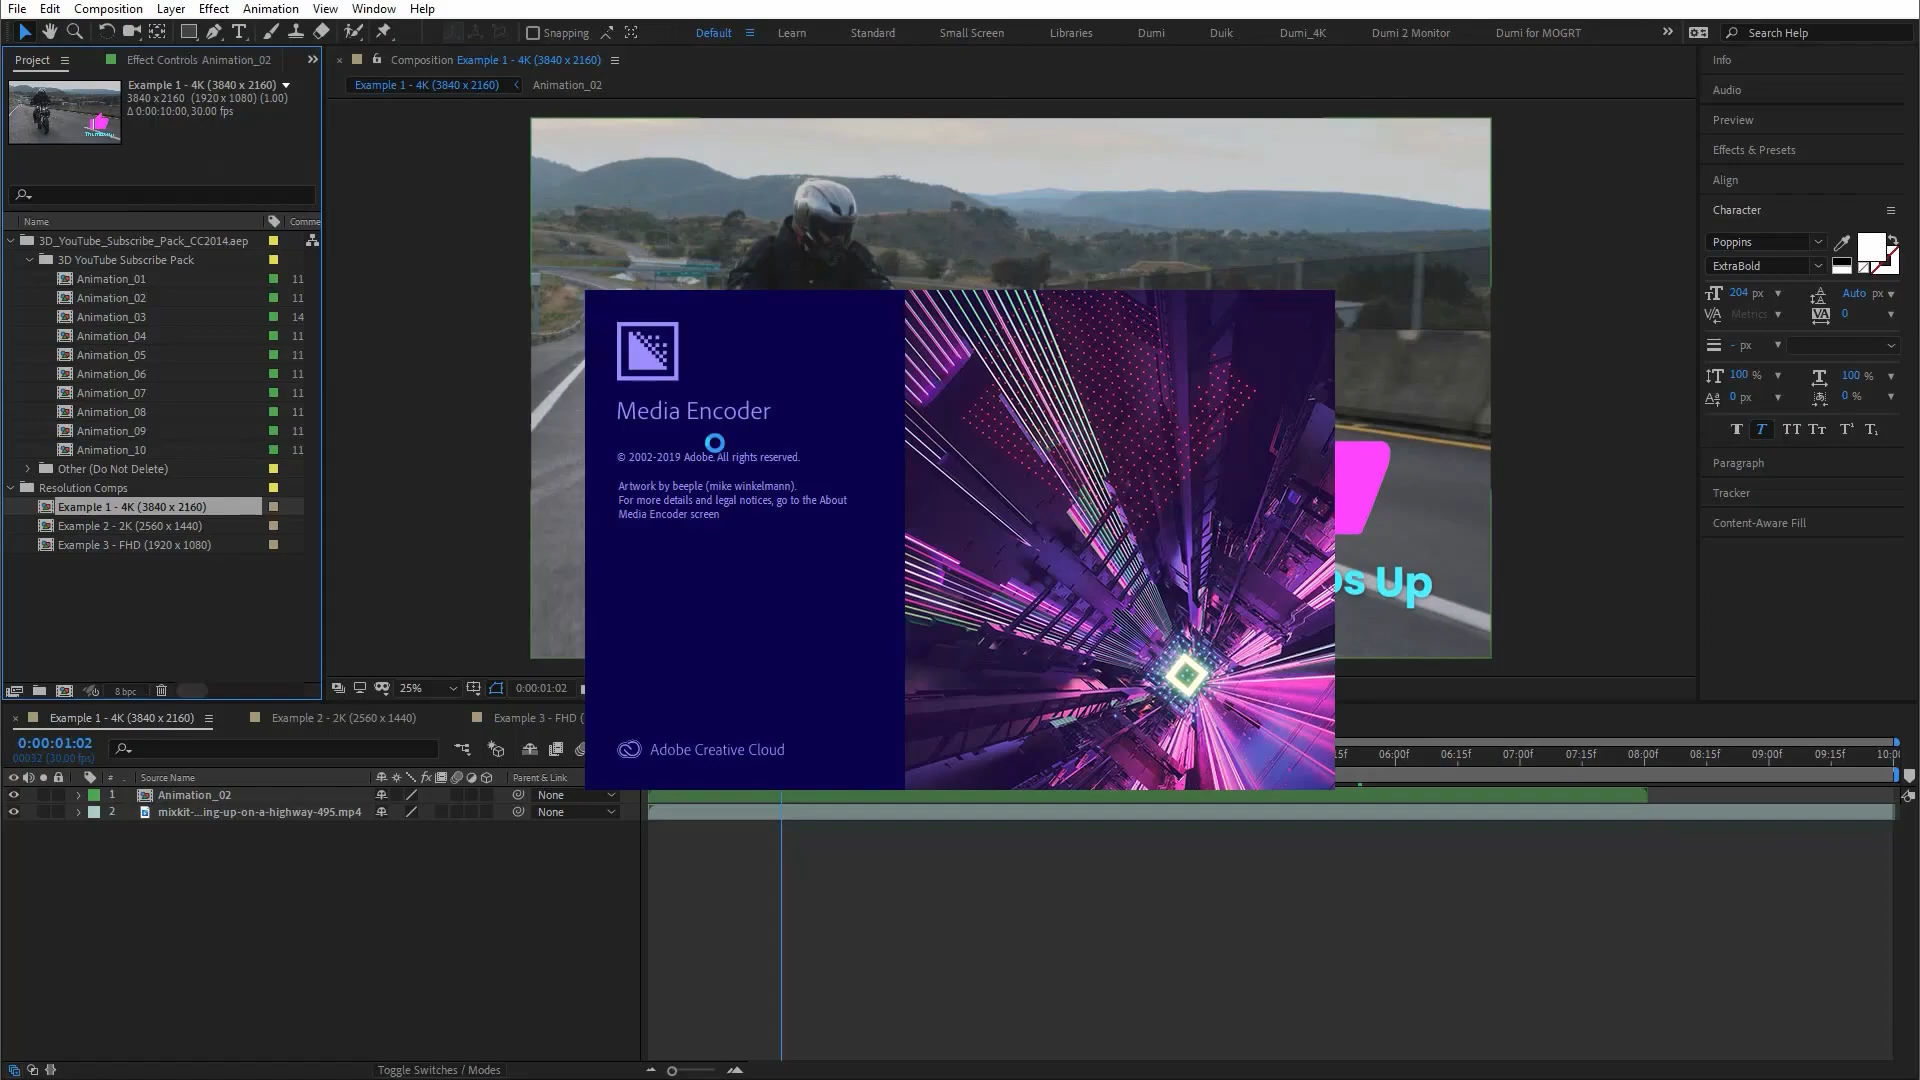 File Edit Composition Layer Effect Animation View Window Help
Snapping
Default Learn Standard Small Screen Libraries Dumi Duik Dumi_4K Dumi 2 Monitor Dumi for MOGRT
Search Help
Project
Effect Controls Animation_02
Composition Example 1 - 4K (3840 x 2160)
Example 1 - 4K (3840 x 2160)
Animation_02
Example 1 - 4K (3840 x 2160)
3840 x 2160 (1920 x 1080) (1.00)
Δ 0:00:10:00, 30.00 fps
Name
Comme
3D_YouTube_Subscribe_Pack_CC2014.aep
3D YouTube Subscribe Pack
Animation_01 11
Animation_02 11
Animation_03 14
Animation_04 11
Animation_05 11
Animation_06 11
Animation_07 11
Animation_08 11
Animation_09 11
Animation_10 11
Other (Do Not Delete)
Resolution Comps
Example 1 - 4K (3840 x 2160)
Example 2 - 2K (2560 x 1440)
Example 3 - FHD (1920 x 1080)
8 bpc
Media Encoder
© 2002-2019 Adobe. All rights reserved.
Artwork by beeple (mike winkelmann).
For more details and legal notices, go to the About
Media Encoder screen
Adobe Creative Cloud
os Up
25%
0:00:01:02
Info
Audio
Preview
Effects & Presets
Align
Character
Poppins
ExtraBold
204 px
Auto px
Metrics
0
- px
100 %
100 %
0 px
0 %
T T TT Tт T¹ T₁
Paragraph
Tracker
Content-Aware Fill
Example 1 - 4K (3840 x 2160)
Example 2 - 2K (2560 x 1440)
Example 3 - FHD (
0:00:01:02
00032 (30.00 fps)
# Source Name
fx
Parent & Link
1 Animation_02 None
2 mixkit-...ing-up-on-a-highway-495.mp4 None
15f 06:00f 06:15f 07:00f 07:15f 08:00f 08:15f 09:00f 09:15f 10:00
Toggle Switches / Modes